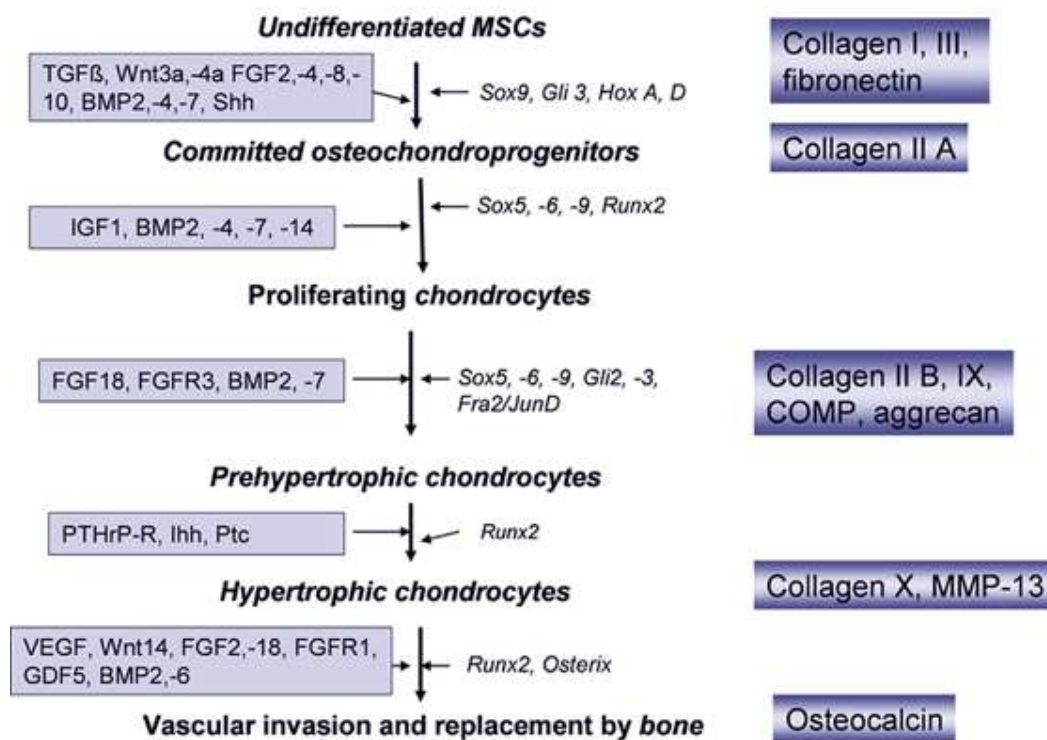 Undifferentiated MSCs
Collagen I, III,
fibronectin
TGFß, Wnt3a,-4a FGF2,-4,-8,-
10, BMP2,-4,-7, Shh
Sox9, Gli 3, Hox A, D
Committed osteochondroprogenitors
Collagen II A
IGF1, BMP2, -4, -7, -14
Sox5, -6, -9, Runx2
Proliferating chondrocytes
FGF18, FGFR3, BMP2, -7
Sox5, -6, -9, Gli2, -3,
Fra2/JunD
Collagen II B, IX,
COMP, aggrecan
Prehypertrophic chondrocytes
PTHrP-R, Ihh, Ptc
Runx2
Hypertrophic chondrocytes
Collagen X, MMP-13
VEGF, Wnt14, FGF2,-18, FGFR1,
GDF5, BMP2,-6
Runx2, Osterix
Vascular invasion and replacement by bone
Osteocalcin